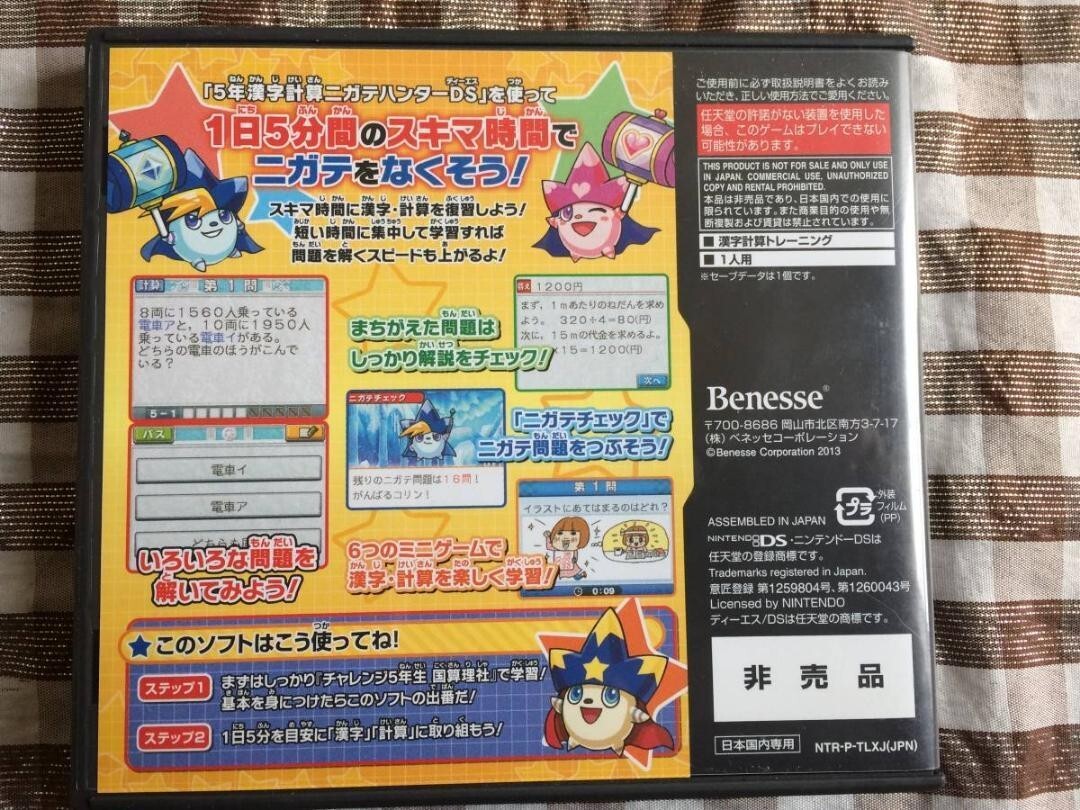 「5年漢字計算ニガテハンターDS」を使って
1日5分間のスキマ時間で
ニガテをなくそう!
スキマ時間に漢字・計算を復習しよう!
短い時間に集中して学習すれば
問題を解くスピードも上がるよ!
計算 第1問
8両に1560人乗っている
電車アと,10両に1950人
乗っている電車イがある。
どちらの電車のほうがこんで
いる?
5-1
パス
電車イ
電車ア
いろいろな問題を
解いてみよう!
まちがえた問題は
しっかり解説をチェック!
答え 1200円
まず,1mあたりのねだんを求め
よう。 320÷4=80(円)
次に,15mの代金を求めるよ。
×15=1200(円)
次へ
ニガテチェック
残りのニガテ問題は16問!
がんばるコリン!
「ニガテチェック」で
ニガテ問題をつぶそう!
6つのミニゲームで
漢字・計算を楽しく学習!
第1問
イラストにあてはまるのはどれ?
0:09
★このソフトはこう使ってね!
ステップ1
まずはしっかり『チャレンジ5年生 国算理社』で学習!
基本を身につけたらこのソフトの出番だ!
ステップ2
1日5分を目安に「漢字」「計算」に取り組もう!
ご使用前に必ず取扱説明書をよくお読み
いただき、正しい使用方法でご愛用ください。
任天堂の許諾がない装置を使用した
場合、このゲームはプレイできない
可能性があります。
THIS PRODUCT IS NOT FOR SALE AND ONLY USE
IN JAPAN. COMMERCIAL USE, UNAUTHORIZED
COPY AND RENTAL PROHIBITED.
本品は非売品であり、日本国内での使用に
限られています。また商業目的の使用や無
断複製および賃貸は禁止されています。
■ 漢字計算トレーニング
■ 1人用
※セーブデータは1個です。
Benesse®
〒700-8686 岡山市北区南方3-7-17
(株)ベネッセコーポレーション
©Benesse Corporation 2013
ASSEMBLED IN JAPAN
プラ
外装
フィルム
(PP)
NINTENDO DS・ニンテンドーDSは
任天堂の登録商標です。
Trademarks registered in Japan.
意匠登録 第1259804号、第1260043号
Licensed by NINTENDO
ディーエス/DSは任天堂の商標です。
非売品
日本国内専用
NTR-P-TLXJ(JPN)